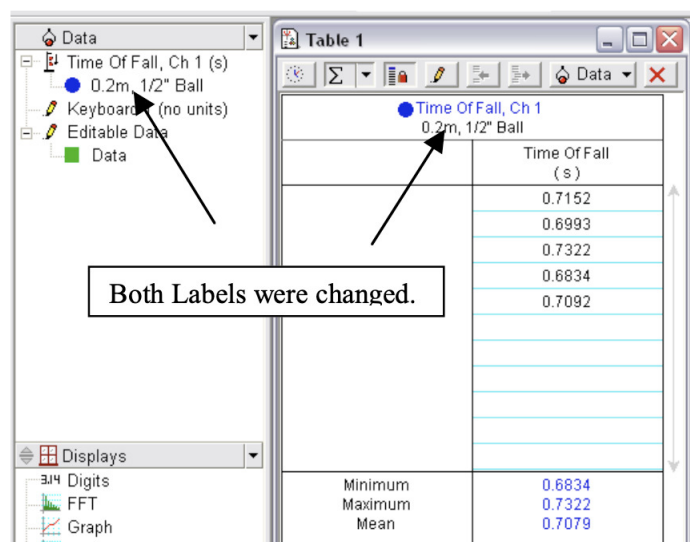 Data
Time Of Fall, Ch 1 (s)
0.2m, 1/2" Ball
(no units)
Editable Data
Data
Displays
3.14 Digits
FFT
Graph
Table 1
Σ
Data
Time Of Fall, Ch 1
0.2m, 1/2" Ball
Time Of Fall
(s)
0.7152
0.6993
0.7322
0.6834
0.7092
Minimum 0.6834
Maximum 0.7322
Mean 0.7079
Both Labels were changed.